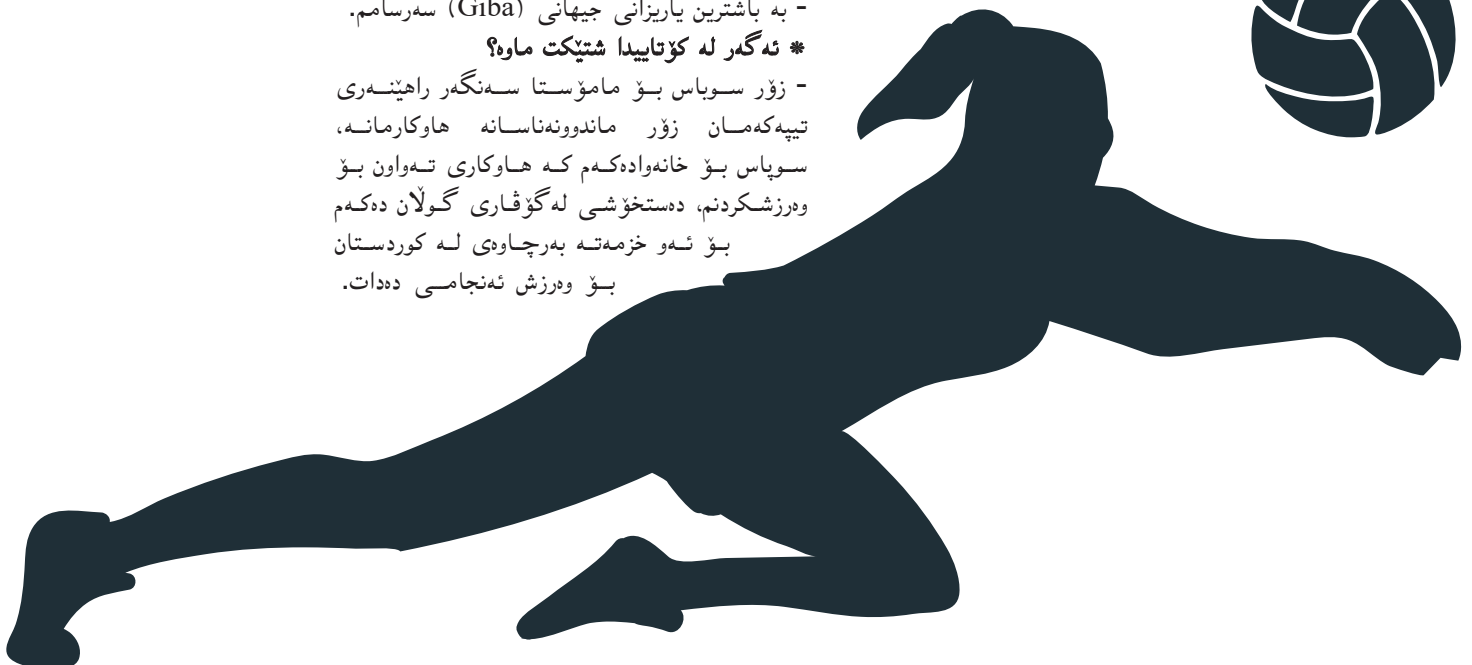 - بە باشترین یاریزانی جیهانی (Giba) سەرسامم.
* ئەگەر لە کۆتاییدا شتێکت ماوە؟
- زۆر سوباس بۆ مامۆستا سەنگەر راهێنەری
تیپەکەمان زۆر ماندوونەناسانە هاوکارمانە،
سوپاس بۆ خانەوادەکەم کە هاوکاری تەواون بۆ
وەرزشکردنم، دەستخۆشی لەگۆڤاری گوڵان دەکەم
بۆ ئەو خزمەتە بەرچاوەی لە کوردستان
بۆ وەرزش ئەنجامی دەدات.